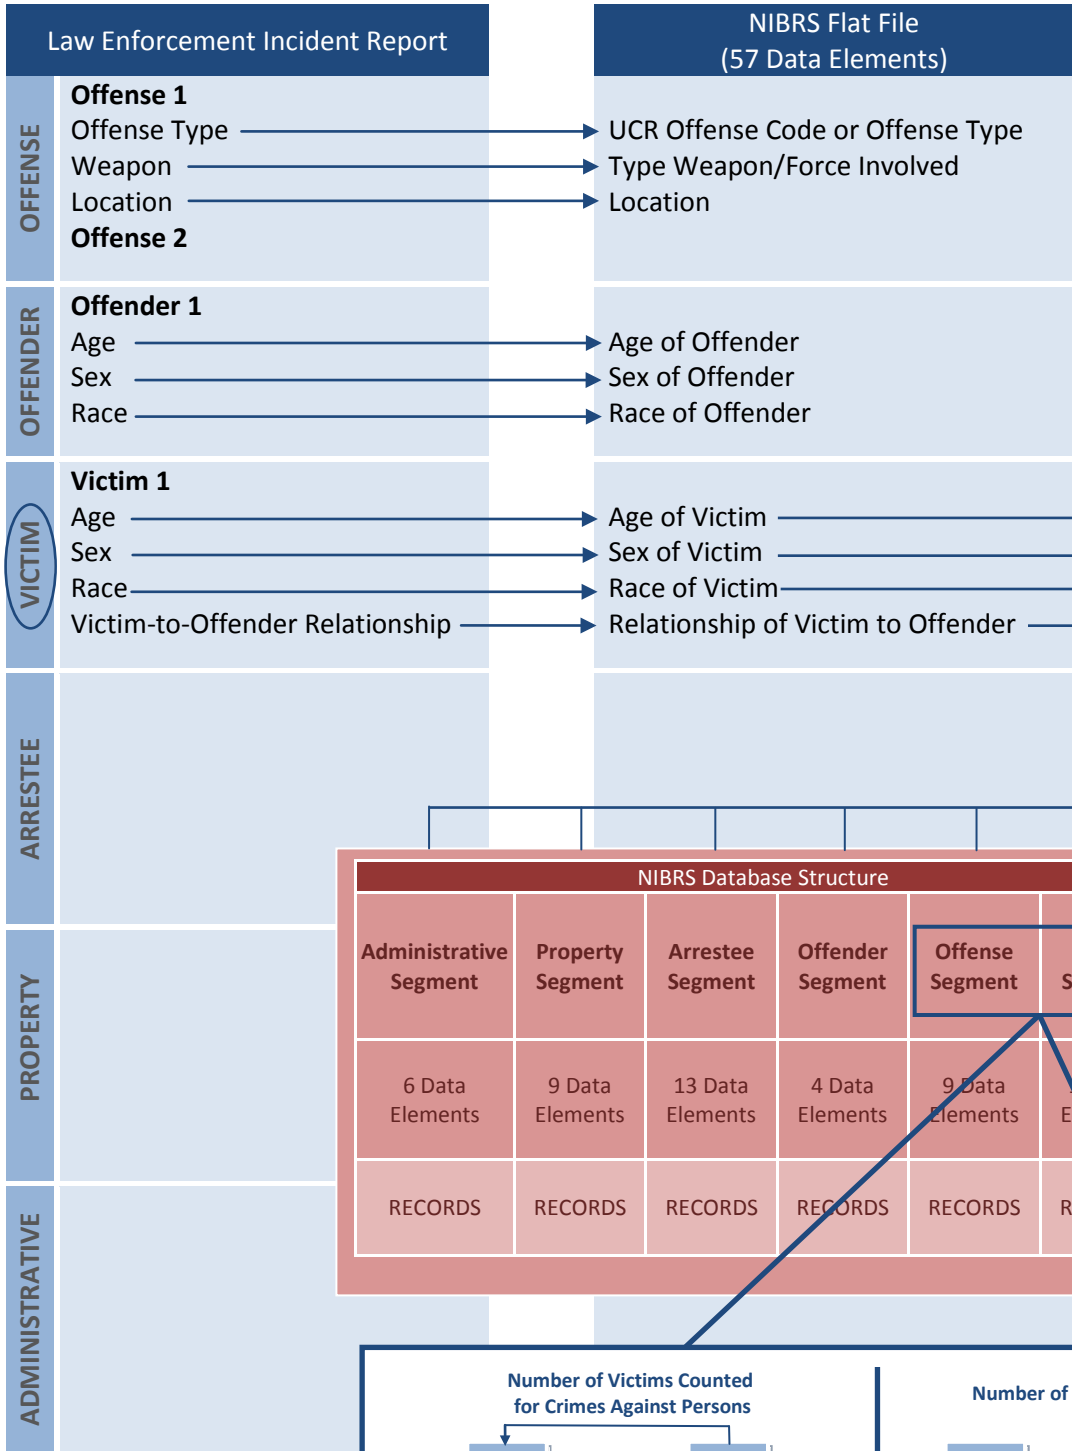 Law Enforcement Incident Report
NIBRS Flat File
(57 Data Elements)
OFFENSE
Offense 1
Offense Type
UCR Offense Code or Offense Type
Weapon
Type Weapon/Force Involved
Location
Location
Offense 2
OFFENDER
Offender 1
Age
Age of Offender
Sex
Sex of Offender
Race
Race of Offender
VICTIM
Victim 1
Age
Age of Victim
Sex
Sex of Victim
Race
Race of Victim
Victim-to-Offender Relationship
Relationship of Victim to Offender
ARRESTEE
PROPERTY
ADMINISTRATIVE
NIBRS Database Structure
Administrative
Segment
Property
Segment
Arrestee
Segment
Offender
Segment
Offense
Segment
S
6 Data
Elements
9 Data
Elements
13 Data
Elements
4 Data
Elements
9 Data
Elements
E
RECORDS
RECORDS
RECORDS
RECORDS
RECORDS
R
Number of Victims Counted
for Crimes Against Persons
1
1
Number of
1